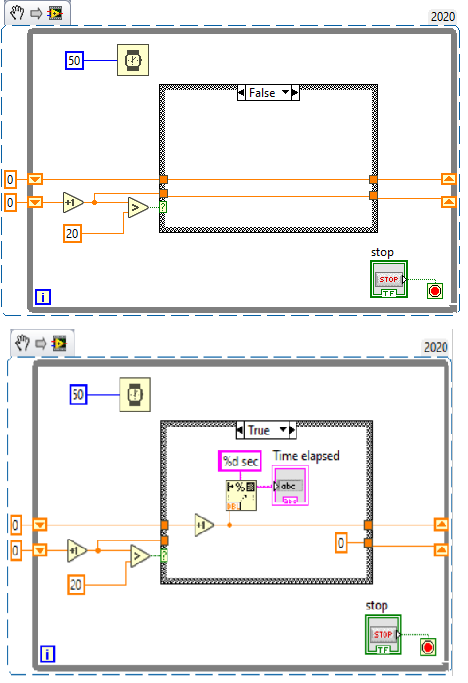 2020
50
False
0
0
+1
>
?
20
stop
STOP
TF
i
2020
50
True
%d sec
Time elapsed
abc
+1
0
0
0
+1
>
?
20
stop
STOP
TF
i